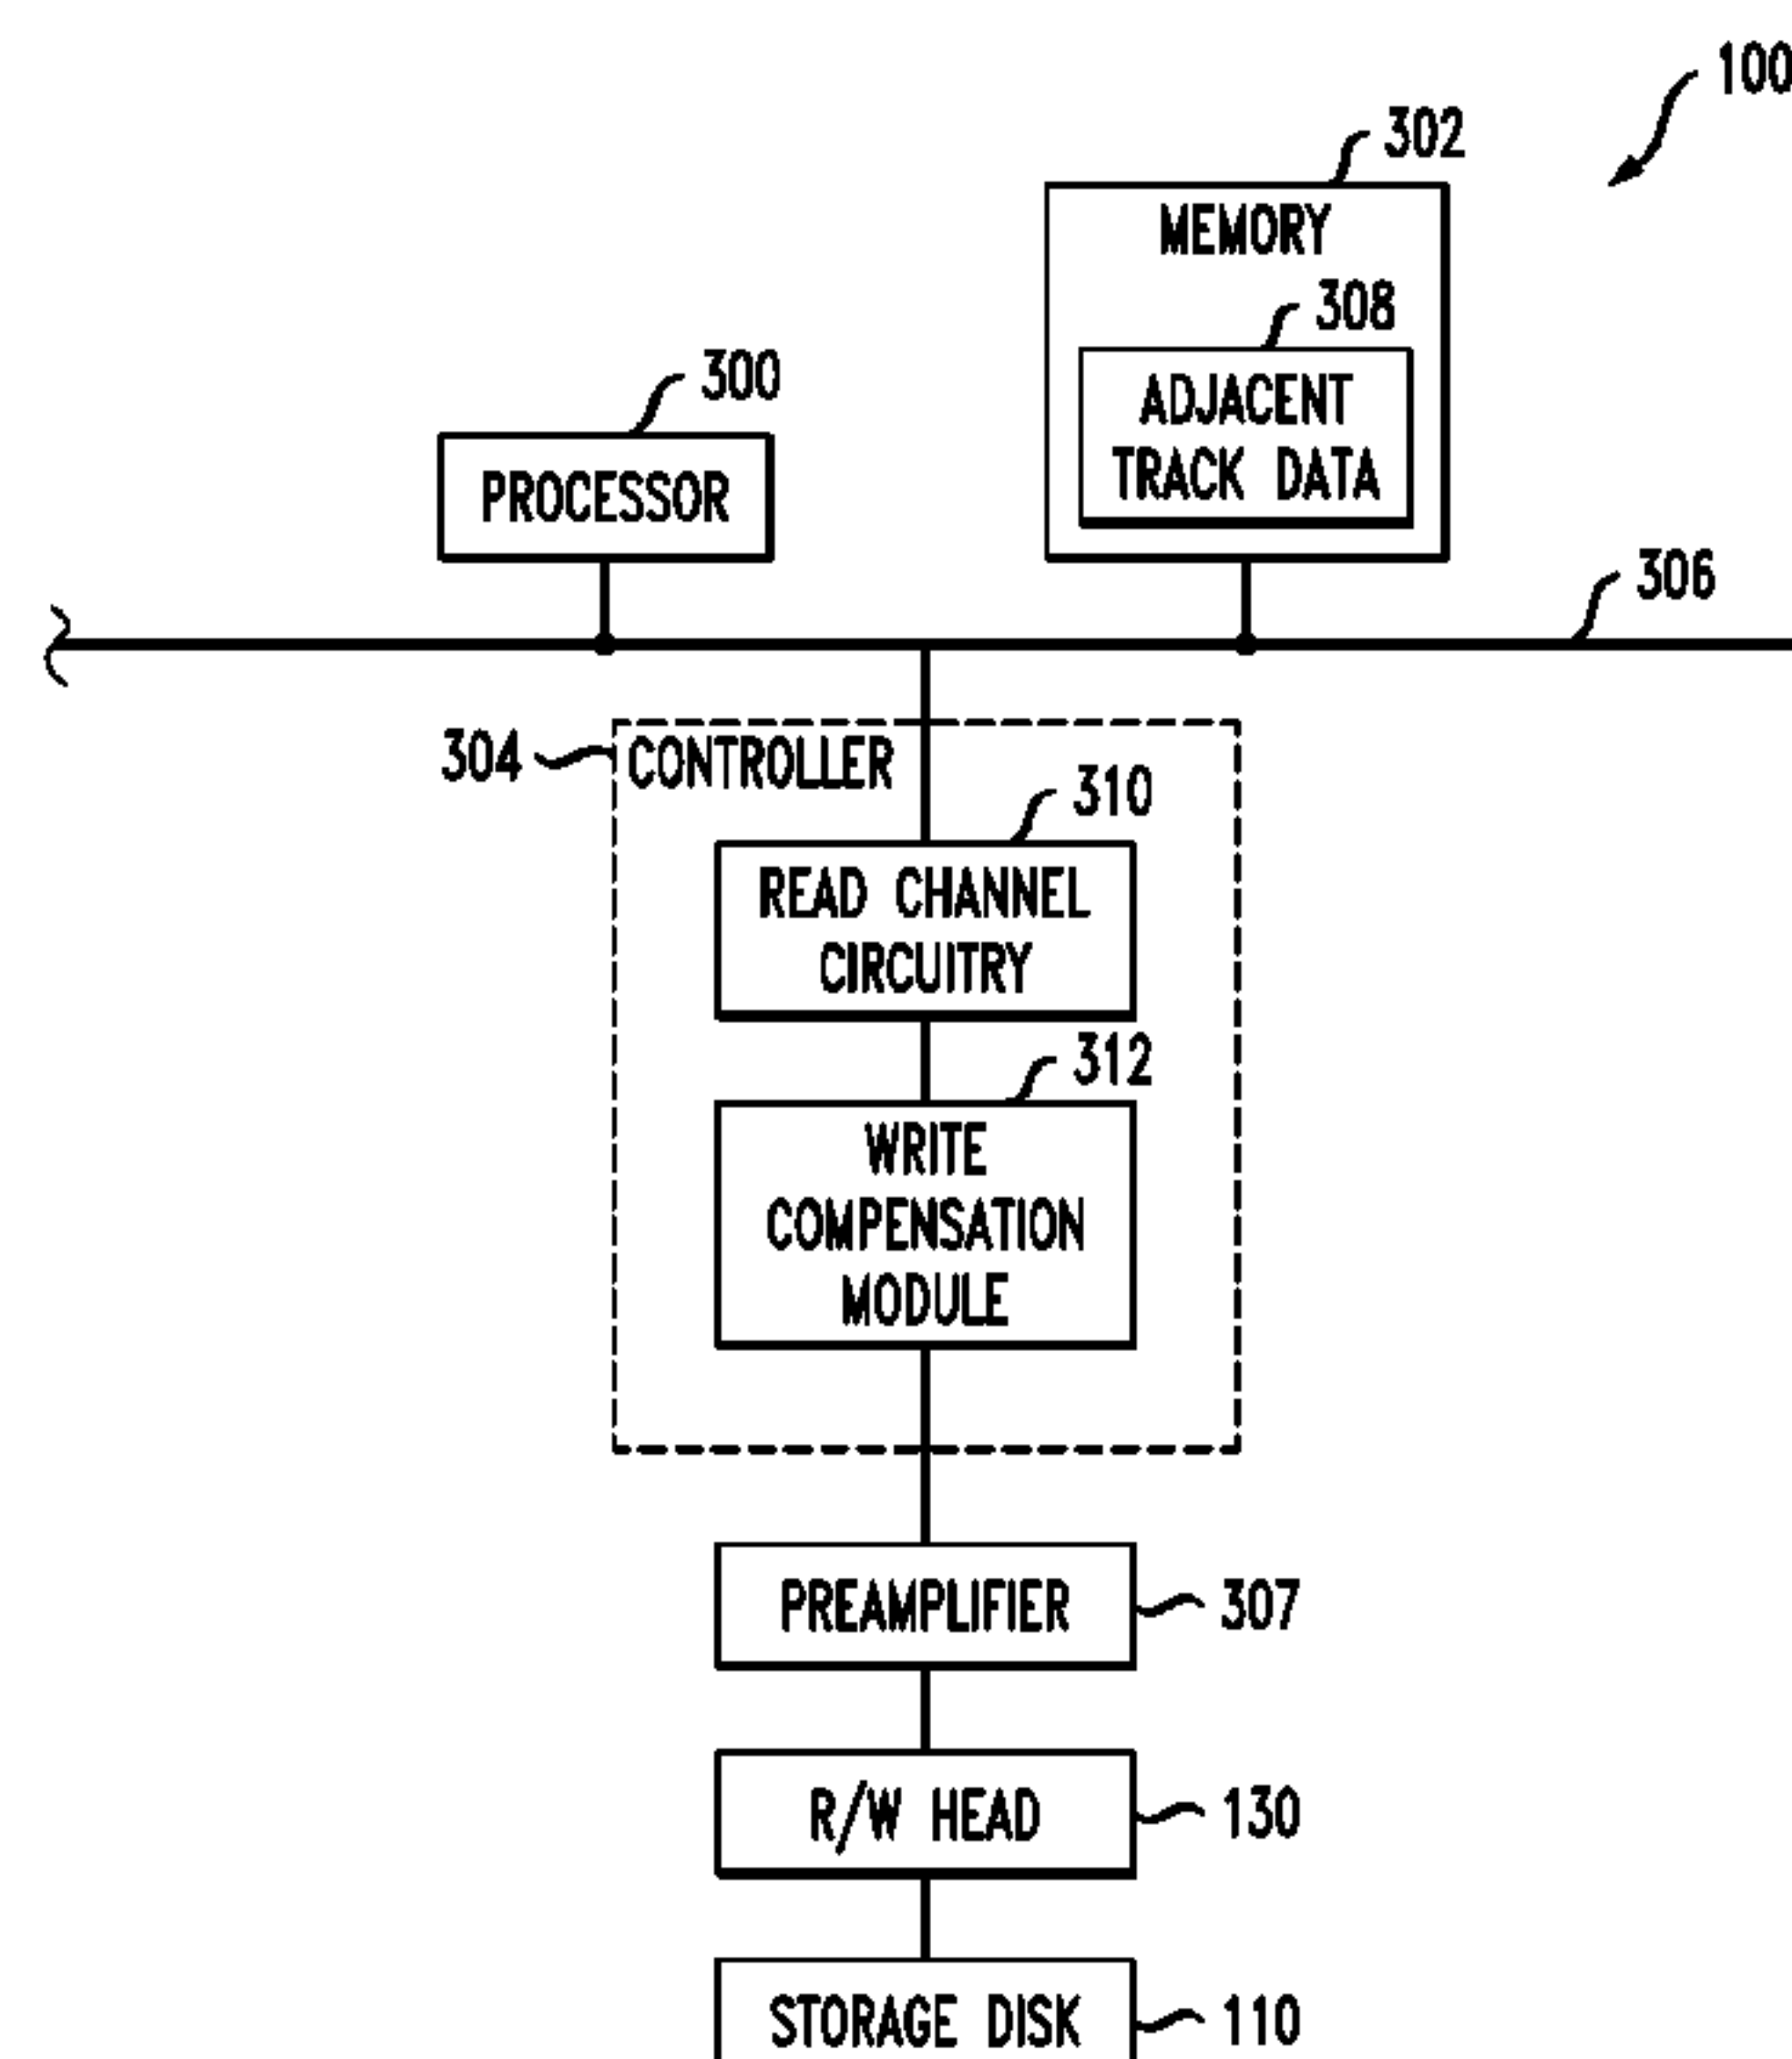 100
302
MEMORY
308
ADJACENT
TRACK DATA
300
PROCESSOR
306
304
CONTROLLER
310
READ CHANNEL
CIRCUITRY
312
WRITE
COMPENSATION
MODULE
PREAMPLIFIER
307
R/W HEAD
130
STORAGE DISK
110